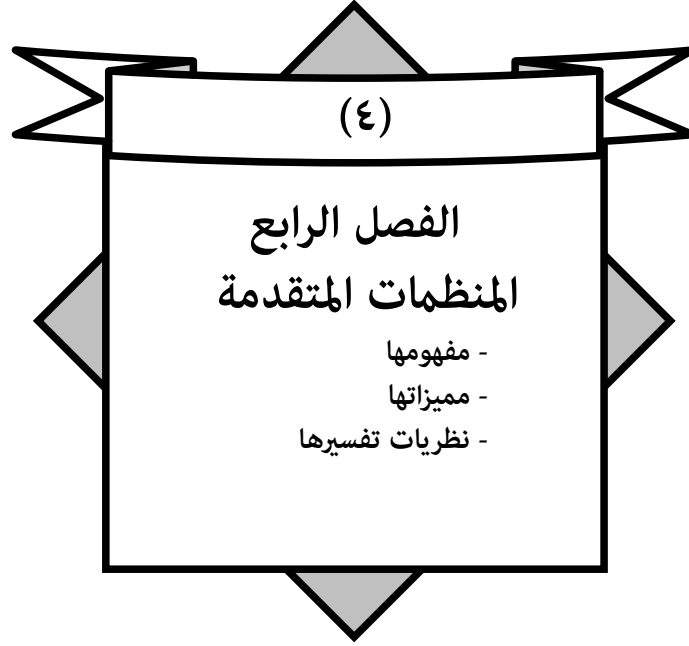 (٤)
الفصل الرابع
المنظمات المتقدمة
- مفهومها
- مميزاتها
- نظريات تفسيرها